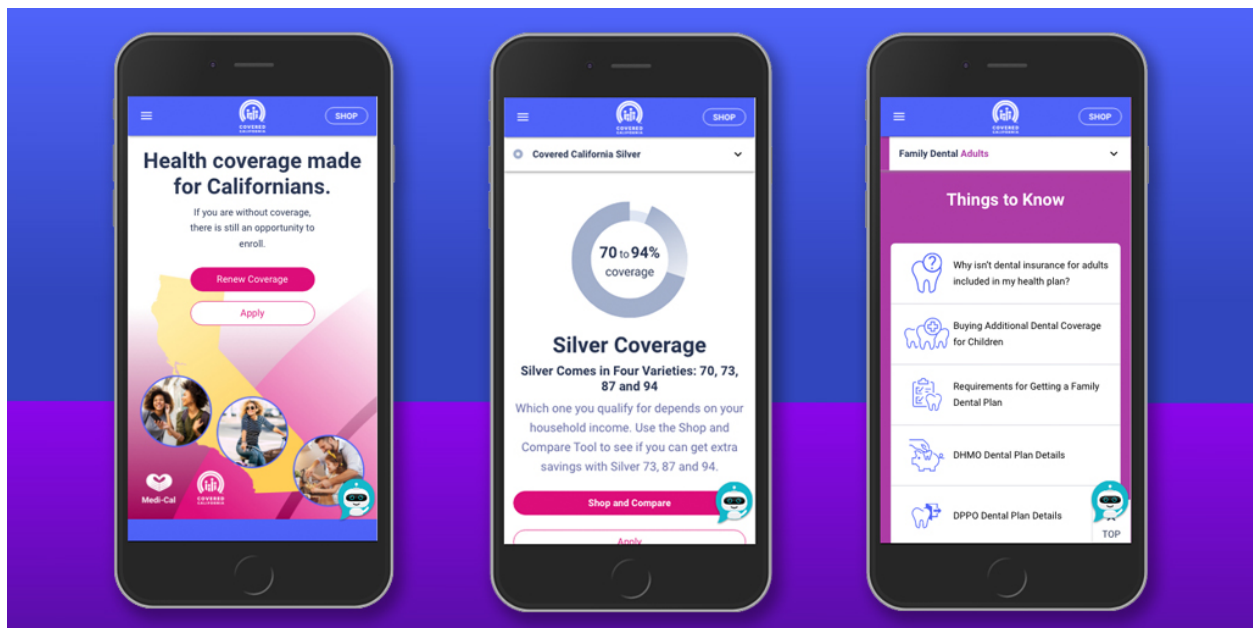 COVERED
CALIFORNIA
SHOP
Health coverage made
for Californians.
If you are without coverage,
there is still an opportunity to
enroll.
Renew Coverage
Apply
Medi-Cal
COVERED
CALIFORNIA
COVERED
CALIFORNIA
SHOP
Covered California Silver
70 to 94%
coverage
Silver Coverage
Silver Comes in Four Varieties: 70, 73,
87 and 94
Which one you qualify for depends on your
household income. Use the Shop and
Compare Tool to see if you can get extra
savings with Silver 73, 87 and 94.
Shop and Compare
Apply
COVERED
CALIFORNIA
SHOP
Family Dental Adults
Things to Know
Why isn't dental insurance for adults
included in my health plan?
Buying Additional Dental Coverage
for Children
Requirements for Getting a Family
Dental Plan
DHMO Dental Plan Details
DPPO Dental Plan Details
TOP